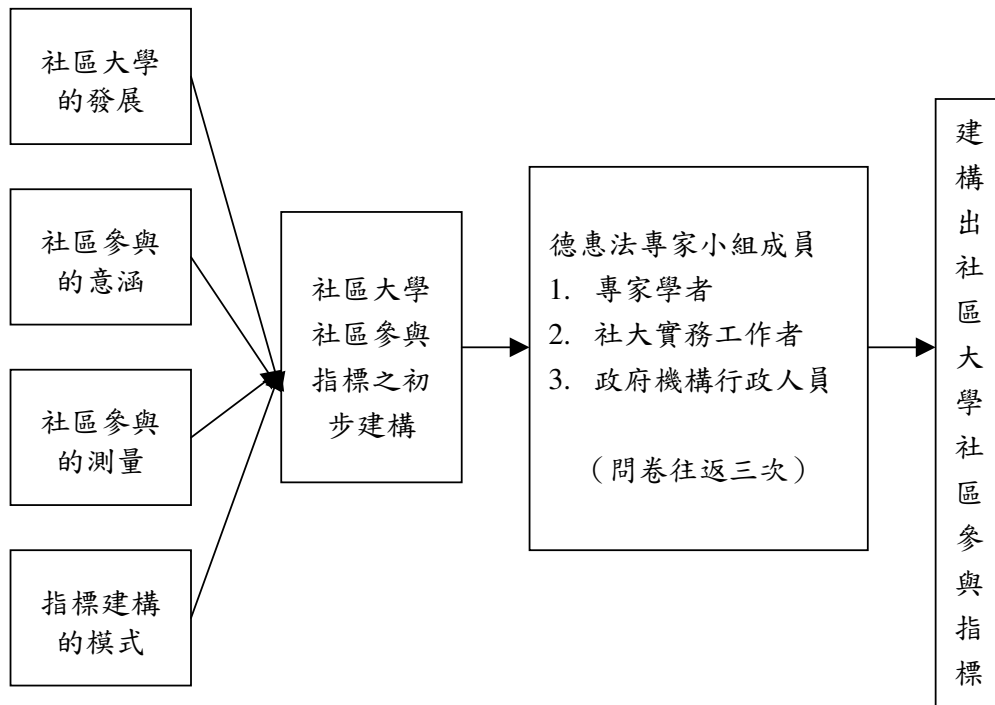 社區大學
的發展
社區參與
的意涵
社區參與
的測量
指標建構
的模式
社區大學
社區參與
指標之初
步建構
德惠法專家小組成員
1. 專家學者
2. 社大實務工作者
3. 政府機構行政人員
（問卷往返三次）
建構出社區大學社區參與指標